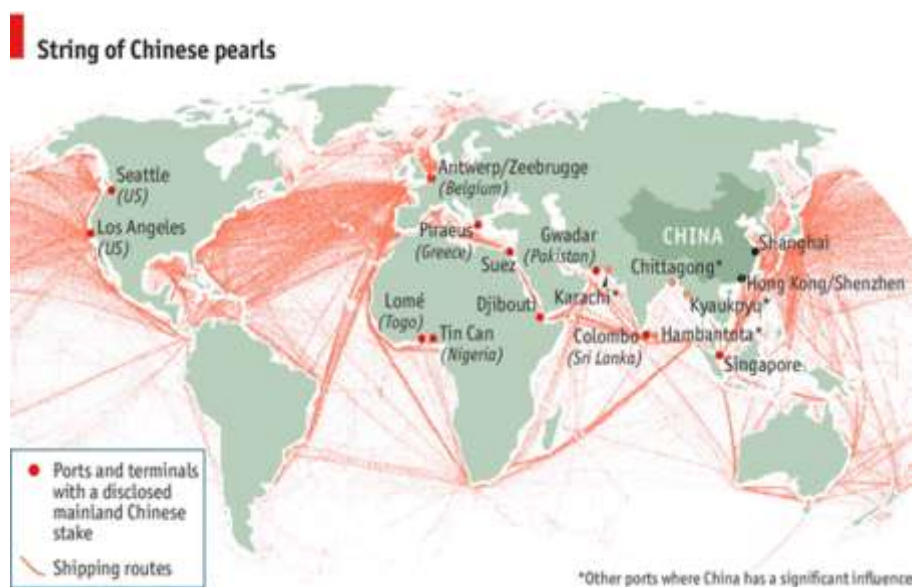 String of Chinese pearls
Seattle
(US)
Los Angeles
(US)
Antwerp/Zeebrugge
(Belgium)
Piraeus
(Greece)
Suez
Gwadar
(Pakistan)
CHINA
Shanghai
Chittagong*
Hong Kong/Shenzhen
Karachi*
Kyaukpyu*
Lomé
(Togo)
Tin Can
(Nigeria)
Djibouti
Colombo
(Sri Lanka)
Hambantota*
Singapore
Ports and terminals
with a disclosed
mainland Chinese
stake
Shipping routes
*Other ports where China has a significant influence